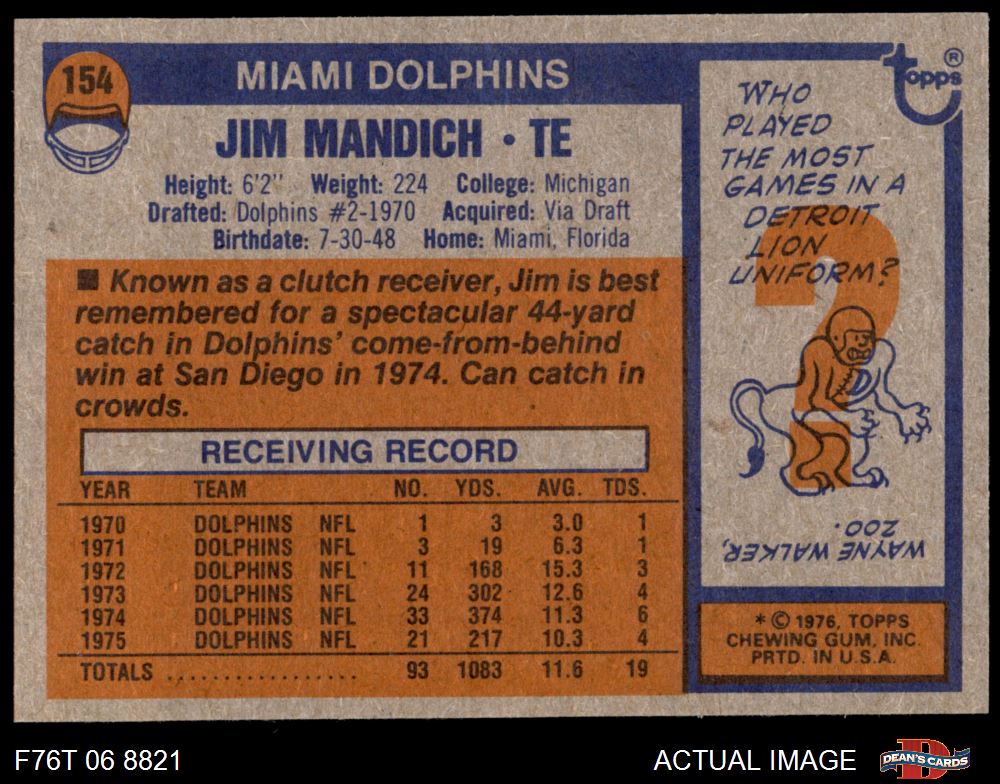 154
MIAMI DOLPHINS
JIM MANDICH • TE
Height: 6'2" Weight: 224 College: Michigan
Drafted: Dolphins #2-1970 Acquired: Via Draft
Birthdate: 7-30-48 Home: Miami, Florida
■ Known as a clutch receiver, Jim is best
remembered for a spectacular 44-yard
catch in Dolphins' come-from-behind
win at San Diego in 1974. Can catch in
crowds.
RECEIVING RECORD
YEAR TEAM NO. YDS. AVG. TDS.
1970 DOLPHINS NFL 1 3 3.0 1
1971 DOLPHINS NFL 3 19 6.3 1
1972 DOLPHINS NFL 11 168 15.3 3
1973 DOLPHINS NFL 24 302 12.6 4
1974 DOLPHINS NFL 33 374 11.3 6
1975 DOLPHINS NFL 21 217 10.3 4
TOTALS ................. 93 1083 11.6 19
topps®
WHO
PLAYED
THE MOST
GAMES IN A
DETROIT
LION
UNIFORM?
WAYNE WALKER,
200.
* © 1976, TOPPS
CHEWING GUM, INC.
PRTD. IN U.S.A.
F76T 06 8821
ACTUAL IMAGE
DEAN'S CARDS